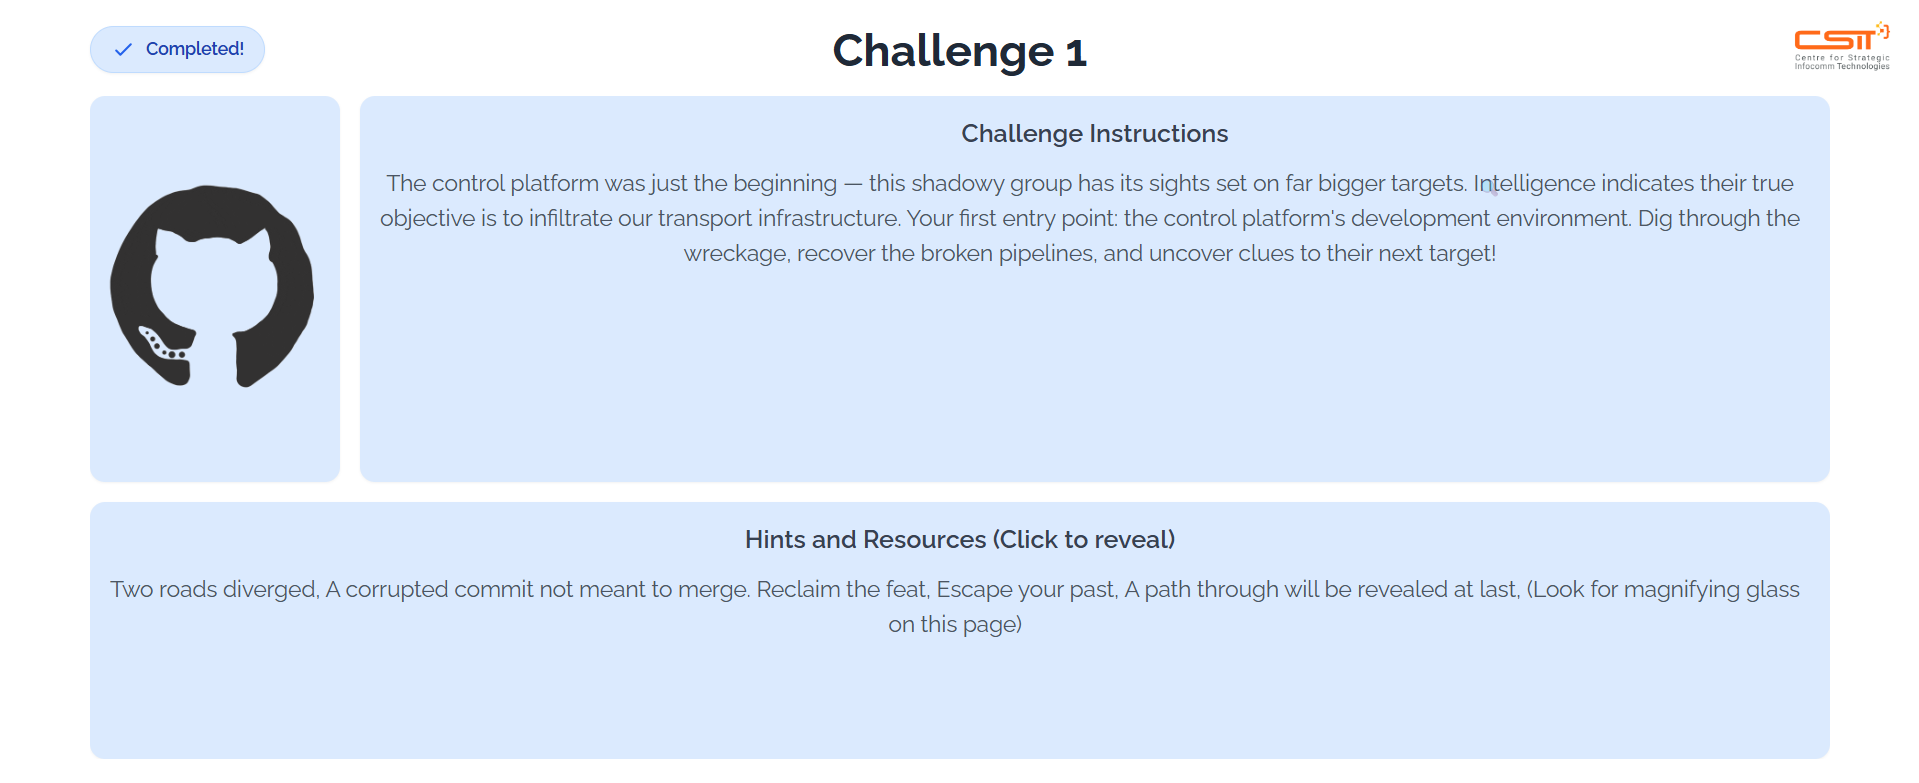 Completed!
Challenge 1
CSIT
Centre for Strategic
Infocomm Technologies
Challenge Instructions
The control platform was just the beginning — this shadowy group has its sights set on far bigger targets. Intelligence indicates their true
objective is to infiltrate our transport infrastructure. Your first entry point: the control platform's development environment. Dig through the
wreckage, recover the broken pipelines, and uncover clues to their next target!
Hints and Resources (Click to reveal)
Two roads diverged, A corrupted commit not meant to merge. Reclaim the feat, Escape your past, A path through will be revealed at last, (Look for magnifying glass
on this page)